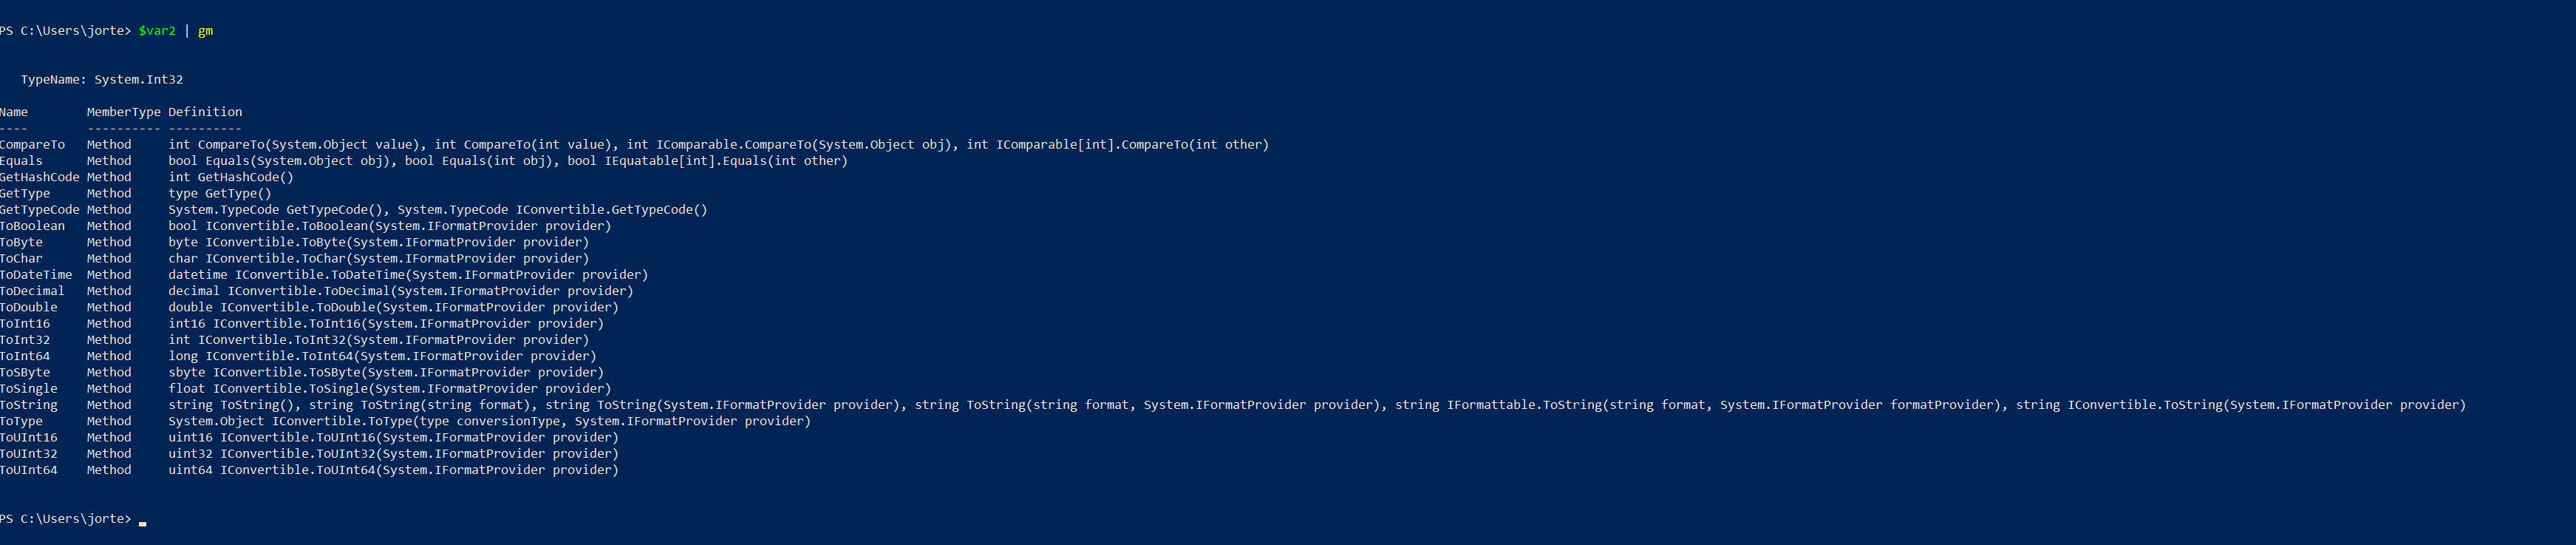 PS C:\Users\jorte> $var2 | gm
TypeName: System.Int32
Name        MemberType Definition
----        ---------- ----------
CompareTo   Method     int CompareTo(System.Object value), int CompareTo(int value), int IComparable.CompareTo(System.Object obj), int IComparable[int].CompareTo(int other)
Equals      Method     bool Equals(System.Object obj), bool Equals(int obj), bool IEquatable[int].Equals(int other)
GetHashCode Method     int GetHashCode()
GetType     Method     type GetType()
GetTypeCode Method     System.TypeCode GetTypeCode(), System.TypeCode IConvertible.GetTypeCode()
ToBoolean   Method     bool IConvertible.ToBoolean(System.IFormatProvider provider)
ToByte      Method     byte IConvertible.ToByte(System.IFormatProvider provider)
ToChar      Method     char IConvertible.ToChar(System.IFormatProvider provider)
ToDateTime  Method     datetime IConvertible.ToDateTime(System.IFormatProvider provider)
ToDecimal   Method     decimal IConvertible.ToDecimal(System.IFormatProvider provider)
ToDouble    Method     double IConvertible.ToDouble(System.IFormatProvider provider)
ToInt16     Method     int16 IConvertible.ToInt16(System.IFormatProvider provider)
ToInt32     Method     int IConvertible.ToInt32(System.IFormatProvider provider)
ToInt64     Method     long IConvertible.ToInt64(System.IFormatProvider provider)
ToSByte     Method     sbyte IConvertible.ToSByte(System.IFormatProvider provider)
ToSingle    Method     float IConvertible.ToSingle(System.IFormatProvider provider)
ToString    Method     string ToString(), string ToString(string format), string ToString(System.IFormatProvider provider), string ToString(string format, System.IFormatProvider provider), string IFormattable.ToString(string format, System.IFormatProvider formatProvider), string IConvertible.ToString(System.IFormatProvider provider)
ToType      Method     System.Object IConvertible.ToType(type conversionType, System.IFormatProvider provider)
ToUInt16    Method     uint16 IConvertible.ToUInt16(System.IFormatProvider provider)
ToUInt32    Method     uint32 IConvertible.ToUInt32(System.IFormatProvider provider)
ToUInt64    Method     uint64 IConvertible.ToUInt64(System.IFormatProvider provider)
PS C:\Users\jorte>